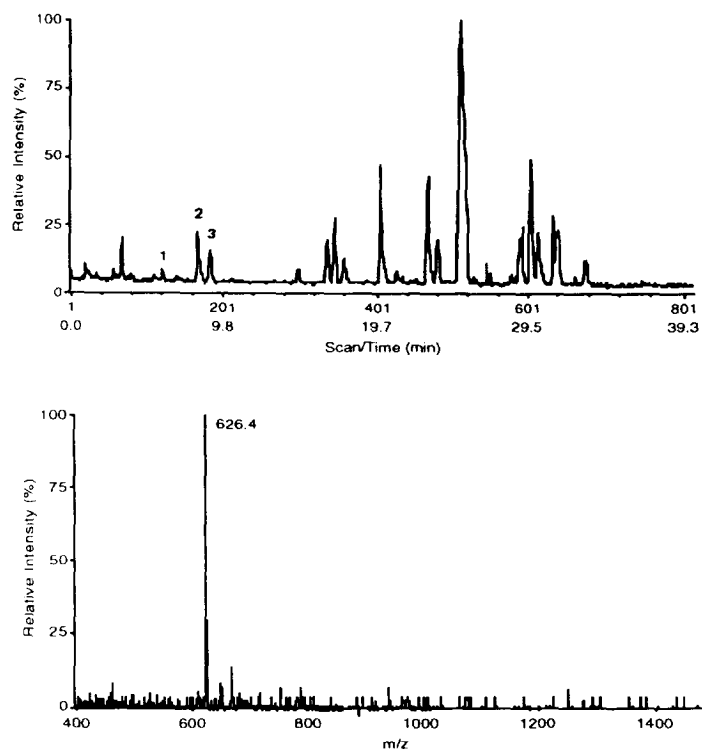 100
75
50
25
0
Relative Intensity (%)
1
2
3
1 201 401 601 801
0.0 9.8 19.7 29.5 39.3
Scan/Time (min)
100
75
50
25
0
Relative Intensity (%)
626.4
400 600 800 1000 1200 1400
m/z